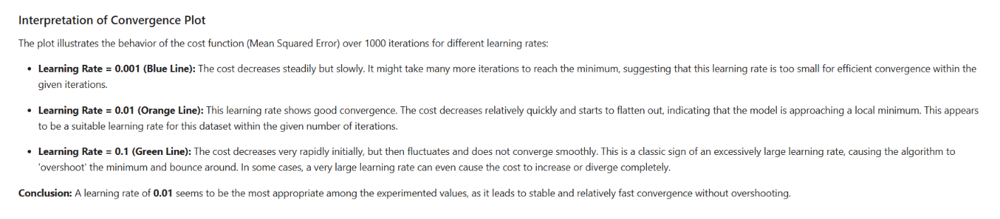 Interpretation of Convergence Plot
The plot illustrates the behavior of the cost function (Mean Squared Error) over 1000 iterations for different learning rates:
• Learning Rate = 0.001 (Blue Line): The cost decreases steadily but slowly. It might take many more iterations to reach the minimum, suggesting that this learning rate is too small for efficient convergence within the
given iterations.
• Learning Rate = 0.01 (Orange Line): This learning rate shows good convergence. The cost decreases relatively quickly and starts to flatten out, indicating that the model is approaching a local minimum. This appears
to be a suitable learning rate for this dataset within the given number of iterations.
• Learning Rate = 0.1 (Green Line): The cost decreases very rapidly initially, but then fluctuates and does not converge smoothly. This is a classic sign of an excessively large learning rate, causing the algorithm to
'overshoot' the minimum and bounce around. In some cases, a very large learning rate can even cause the cost to increase or diverge completely.
Conclusion: A learning rate of 0.01 seems to be the most appropriate among the experimented values, as it leads to stable and relatively fast convergence without overshooting.